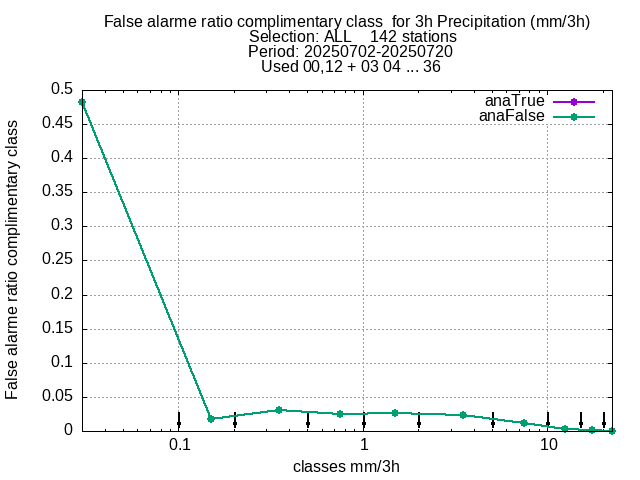 False alarme ratio complimentary class  for 3h Precipitation (mm/3h)
Selection: ALL    142 stations
Period: 20250702-20250720
Used 00,12 + 03 04 ... 36
anaTrue
anaFalse
False alarme ratio complimentary class
0.5
0.45
0.4
0.35
0.3
0.25
0.2
0.15
0.1
0.05
0
0.1 1 10
classes mm/3h